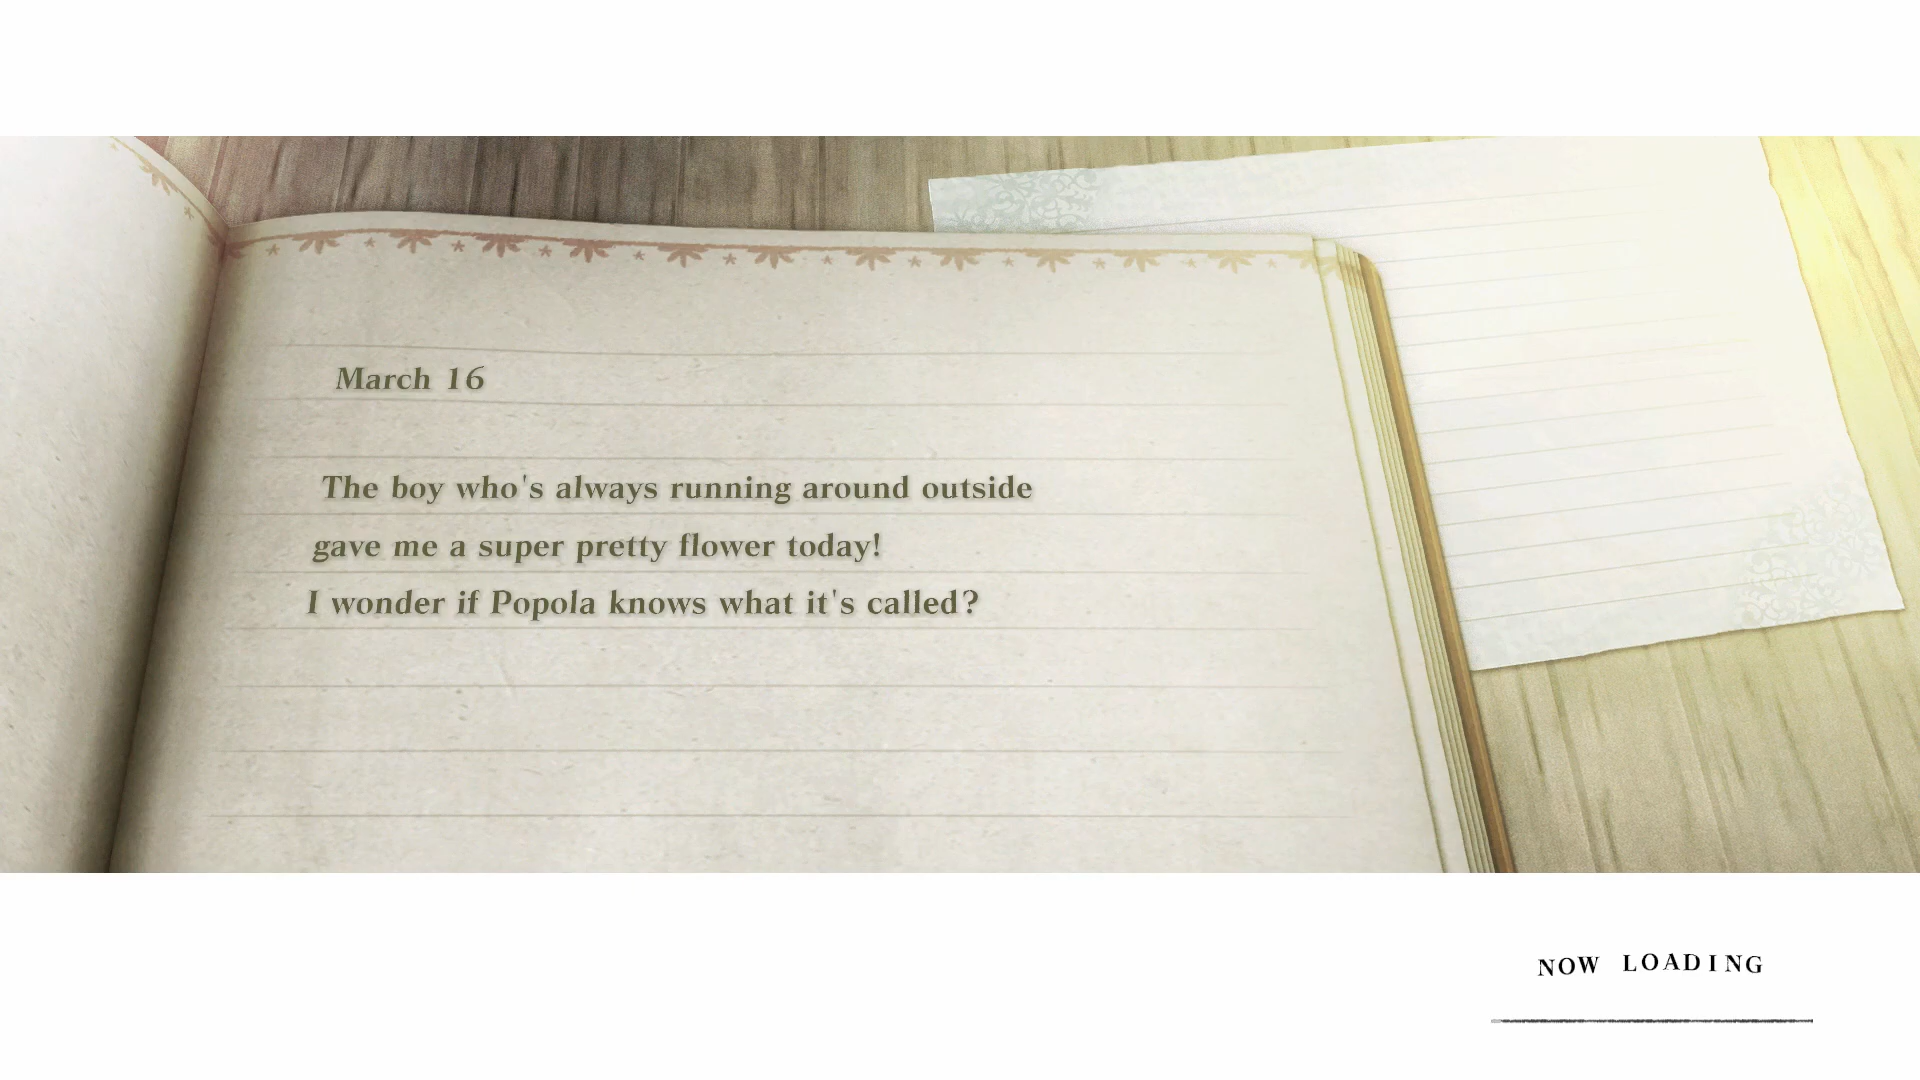 March 16
The boy who's always running around outside
gave me a super pretty flower today!
I wonder if Popola knows what it's called?
NOW LOADING